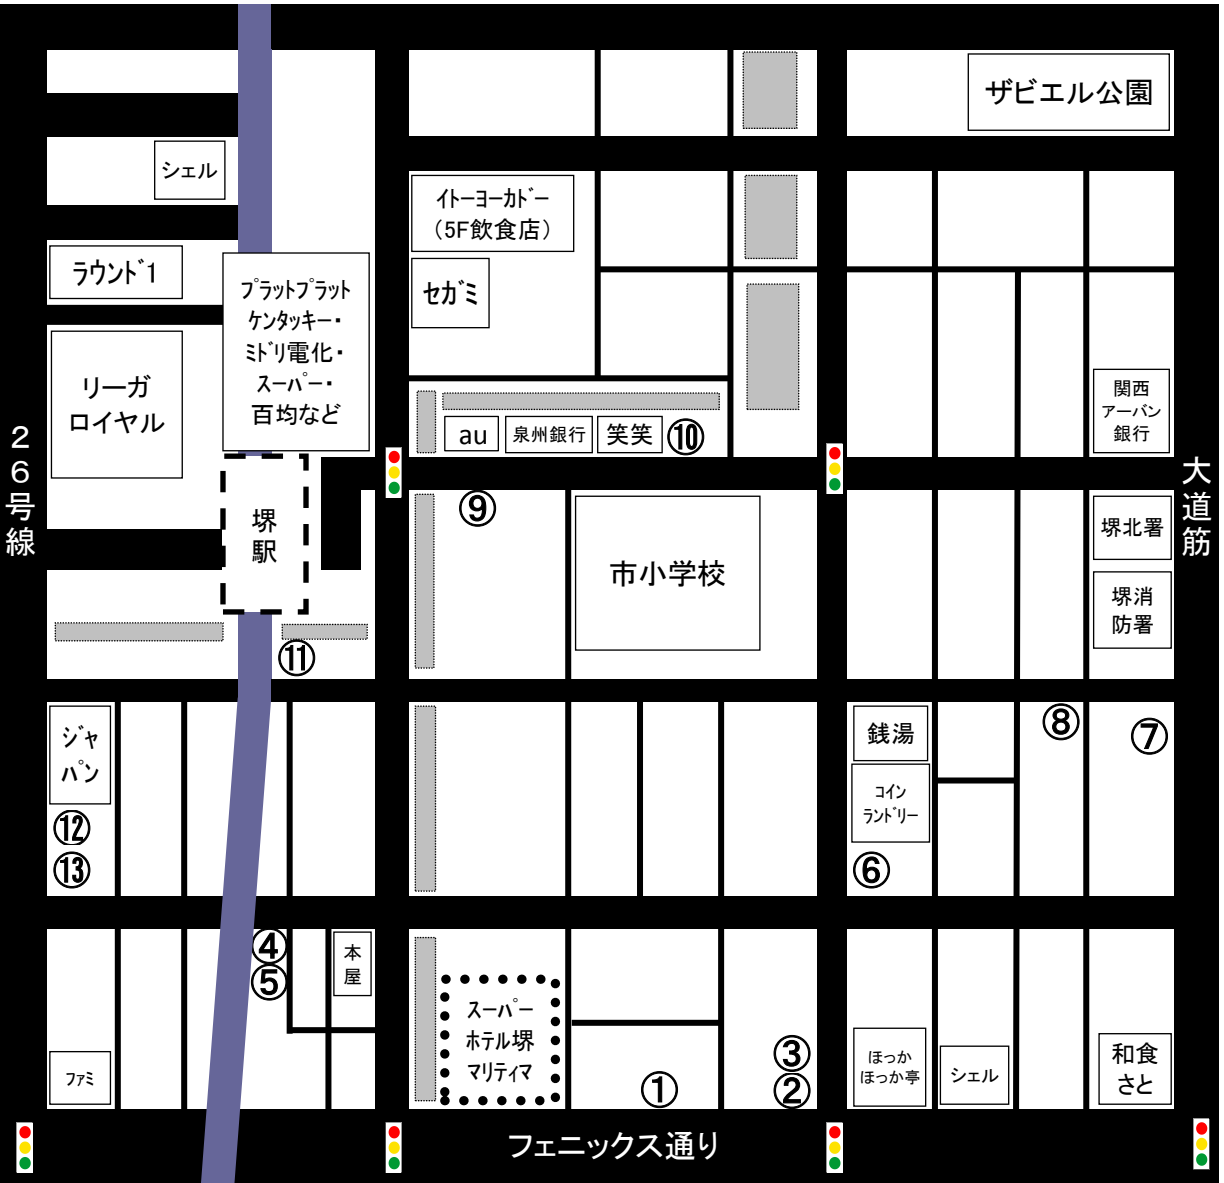 ザビエル公園
シェル
イトーヨーカドー
（5F飲食店）
ラウンド1
セガミ
プラットプラット
ケンタッキー・
ミドリ電化・
スーパー・
百均など
リーガ
ロイヤル
関西
アーバン
銀行
au
泉州銀行
笑笑
⑩
26号線
大道筋
⑨
堺駅
市小学校
堺北署
堺消
防署
⑪
ジャ
パン
⑫
⑬
銭湯
コイン
ランドリー
⑥
⑧
⑦
④
⑤
本屋
スーパー
ホテル堺
マリティマ
①
③
②
ファミ
ほっか
ほっか亭
シェル
和食
さと
フェニックス通り